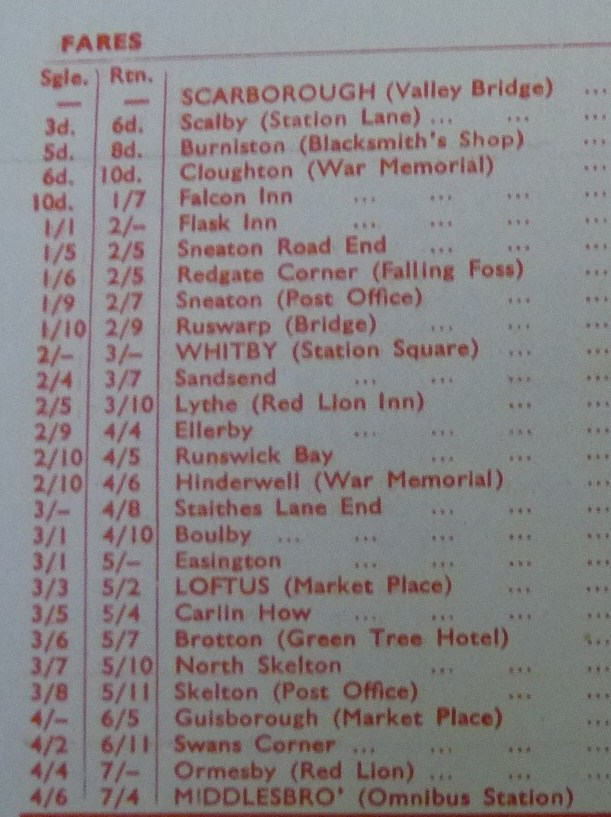 FARES
Sgle. Rtn.
— — SCARBOROUGH (Valley Bridge) ...
3d. 6d. Scalby (Station Lane) ... ... ...
5d. 8d. Burniston (Blacksmith's Shop) ...
6d. 10d. Cloughton (War Memorial) ...
10d. 1/7 Falcon Inn ... ... ... ...
1/1 2/– Flask Inn ... ... ... ...
1/5 2/5 Sneaton Road End ... ... ...
1/6 2/5 Redgate Corner (Falling Foss) ...
1/9 2/7 Sneaton (Post Office) ... ...
1/10 2/9 Ruswarp (Bridge) ... ... ...
2/– 3/– WHITBY (Station Square) ... ...
2/4 3/7 Sandsend ... ... ... ...
2/5 3/10 Lythe (Red Lion Inn) ... ...
2/9 4/4 Ellerby ... ... ... ...
2/10 4/5 Runswick Bay ... ... ...
2/10 4/6 Hinderwell (War Memorial) ...
3/– 4/8 Staithes Lane End ... ... ...
3/1 4/10 Boulby ... ... ... ... ...
3/1 5/– Easington ... ... ... ...
3/3 5/2 LOFTUS (Market Place) ... ...
3/5 5/4 Carlin How ... ... ... ...
3/6 5/7 Brotton (Green Tree Hotel) ...
3/7 5/10 North Skelton ... ... ...
3/8 5/11 Skelton (Post Office) ... ...
4/– 6/5 Guisborough (Market Place) ...
4/2 6/11 Swans Corner ... ... ... ...
4/4 7/– Ormesby (Red Lion) ... ... ...
4/6 7/4 MIDDLESBRO' (Omnibus Station)